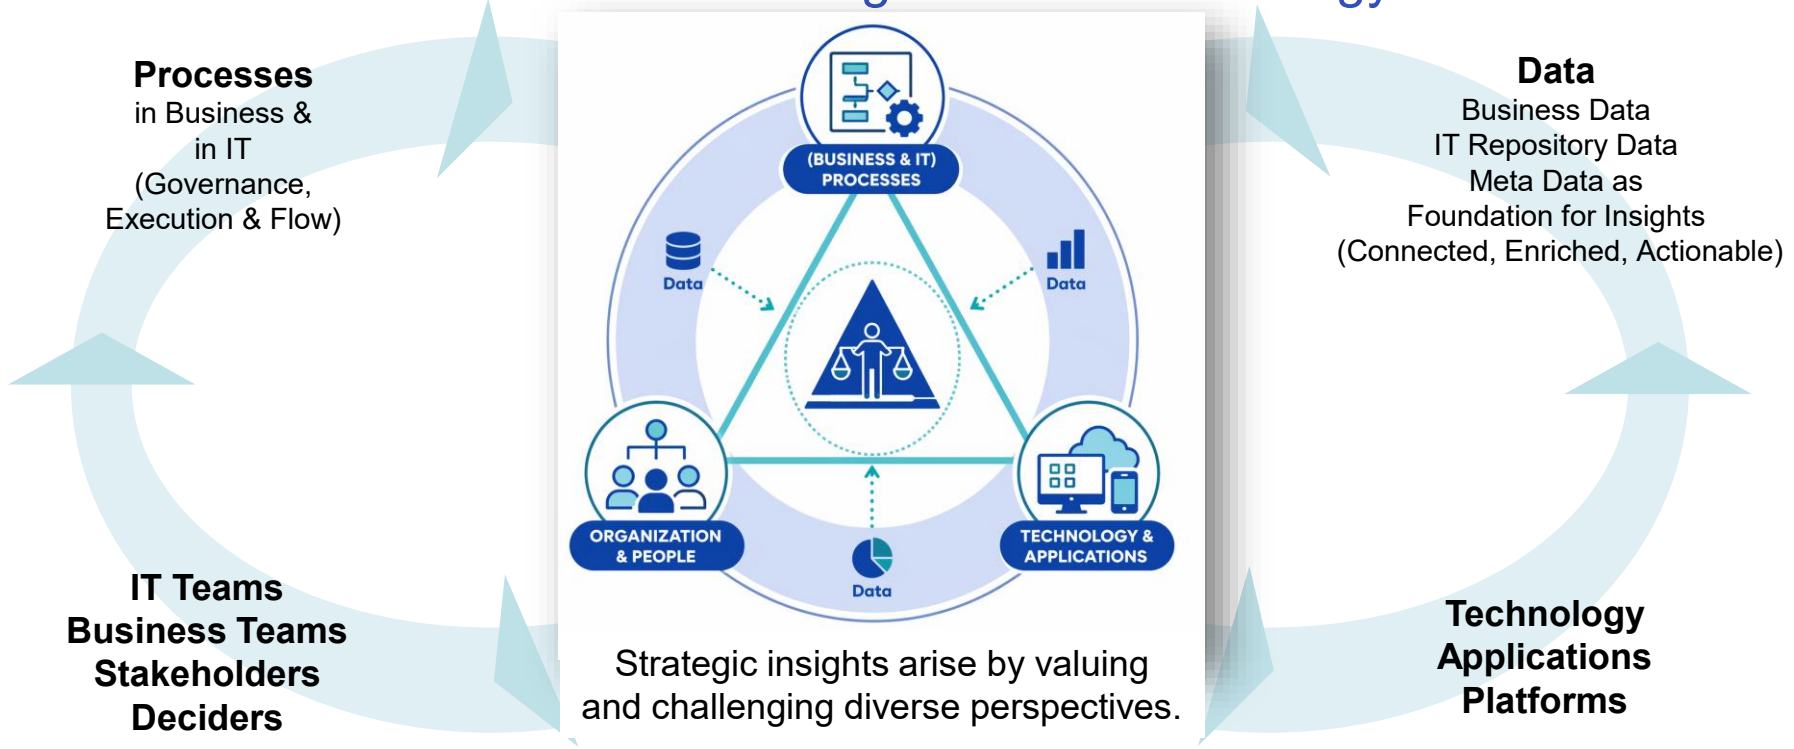 Processes
in Business &
in IT
(Governance,
Execution & Flow)
(BUSINESS & IT)
PROCESSES
Data
Data
ORGANIZATION
& PEOPLE
TECHNOLOGY &
APPLICATIONS
Data
Strategic insights arise by valuing
and challenging diverse perspectives.
Data
Business Data
IT Repository Data
Meta Data as
Foundation for Insights
(Connected, Enriched, Actionable)
IT Teams
Business Teams
Stakeholders
Deciders
Technology
Applications
Platforms